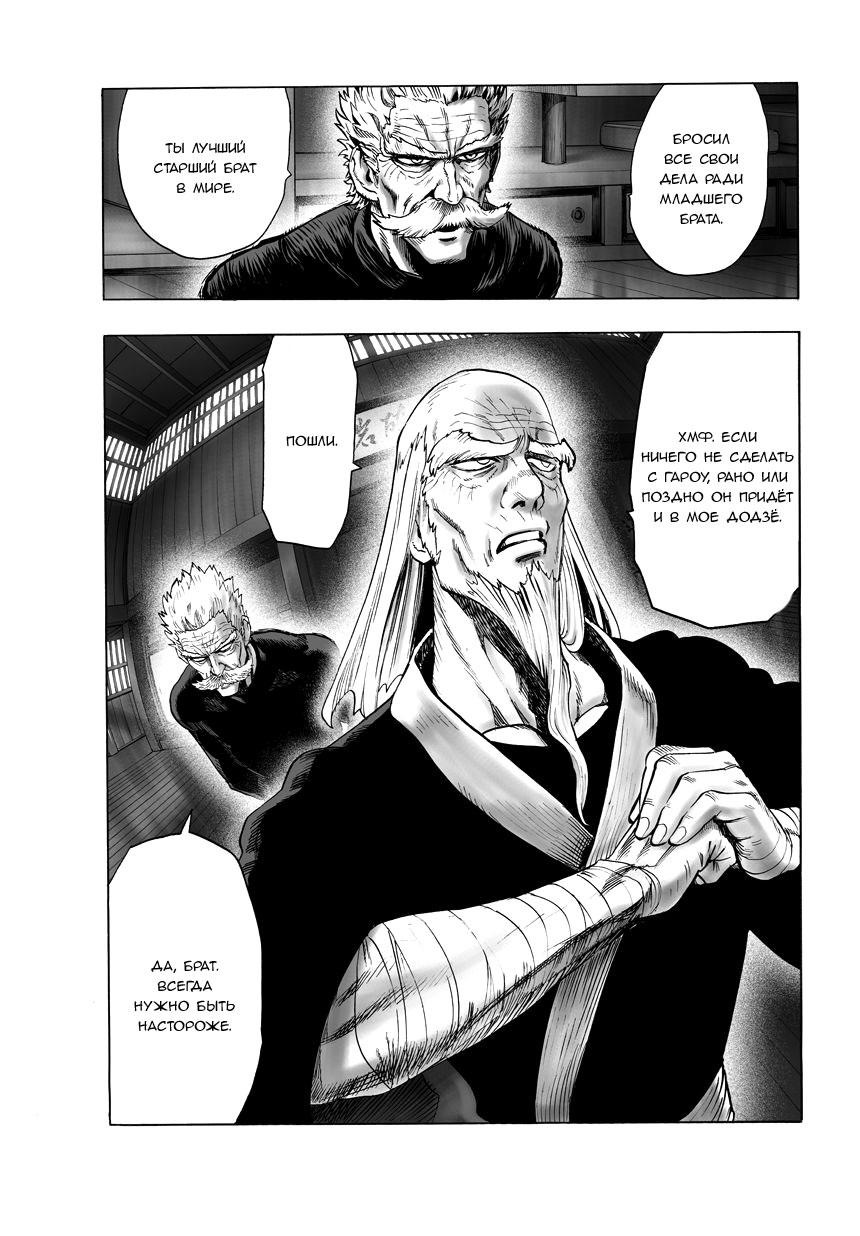 БРОСИЛ
ВСЕ СВОИ
ДЕЛА РАДИ
МЛАДШЕГО
БРАТА.
ТЫ ЛУЧШИЙ
СТАРШИЙ БРАТ
В МИРЕ.
ХМФ. ЕСЛИ
НИЧЕГО НЕ СДЕЛАТЬ
С ГАРОУ, РАНО ИЛИ
ПОЗДНО ОН ПРИДЁТ
И В МОЕ ДОДЗЁ.
ПОШЛИ.
ДА, БРАТ.
ВСЕГДА
НУЖНО БЫТЬ
НАСТОРОЖЕ.